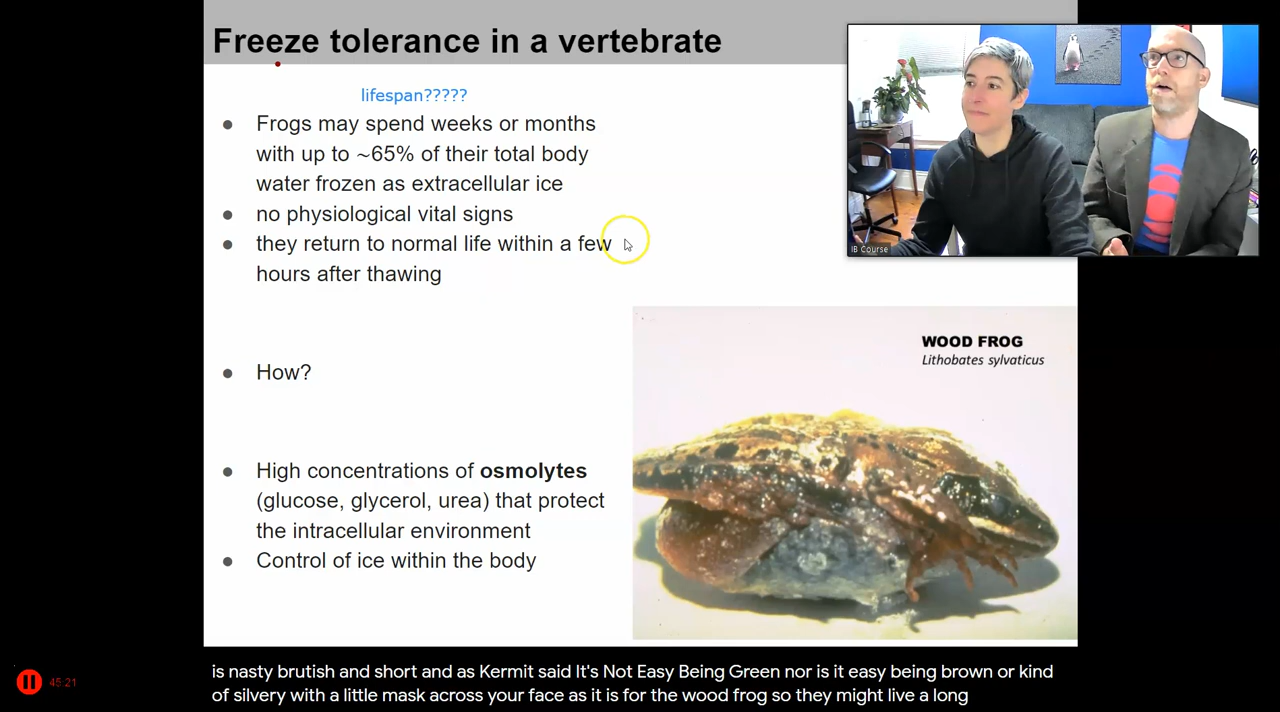 Freeze tolerance in a vertebrate
lifespan?????
● Frogs may spend weeks or months
with up to ~65% of their total body
water frozen as extracellular ice
● no physiological vital signs
● they return to normal life within a few
hours after thawing
● How?
● High concentrations of osmolytes
(glucose, glycerol, urea) that protect
the intracellular environment
● Control of ice within the body
IB Course
WOOD FROG
Lithobates sylvaticus
45:21
is nasty brutish and short and as Kermit said It's Not Easy Being Green nor is it easy being brown or kind
of silvery with a little mask across your face as it is for the wood frog so they might live a long